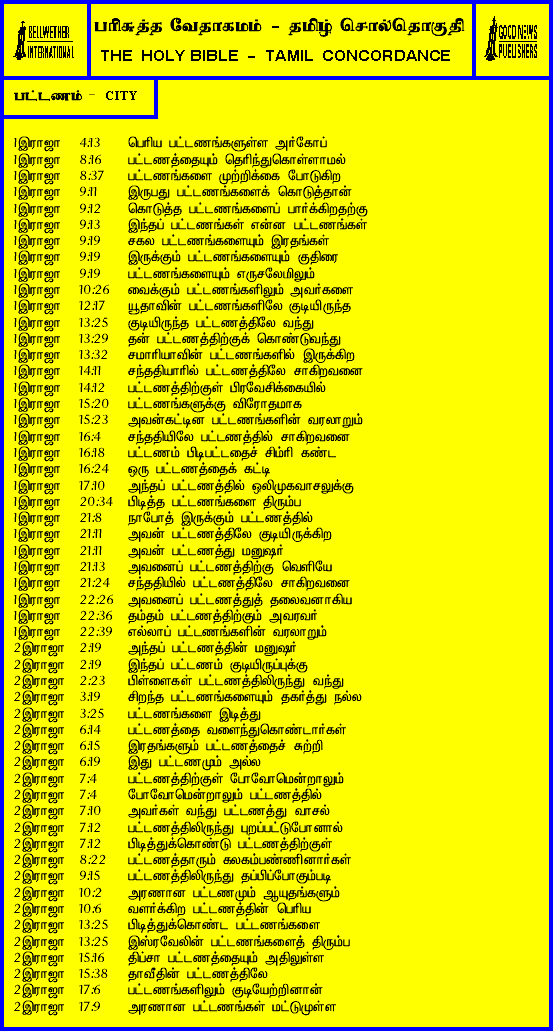 BELLWETHER
INTERNATIONAL
பரிசுத்த வேதாகமம் - தமிழ் சொல்தொகுதி
THE HOLY BIBLE - TAMIL CONCORDANCE
GOOD NEWS
PUBLISHERS
பட்டணம் - CITY
1இராஜா 4:13 பெரிய பட்டணங்களுள்ள அர்கோப்
1இராஜா 8:16 பட்டணத்தையும் தெரிந்துகொள்ளாமல்
1இராஜா 8:37 பட்டணங்களை முற்றிக்கை போடுகிற
1இராஜா 9:11 இருபது பட்டணங்களைக் கொடுத்தான்
1இராஜா 9:12 கொடுத்த பட்டணங்களைப் பார்க்கிறதற்கு
1இராஜா 9:13 இந்தப் பட்டணங்கள் என்ன பட்டணங்கள்
1இராஜா 9:19 சகல பட்டணங்களையும் இரதங்கள்
1இராஜா 9:19 இருக்கும் பட்டணங்களையும் குதிரை
1இராஜா 9:19 பட்டணங்களையும் எருசலேமிலும்
1இராஜா 10:26 வைக்கும் பட்டணங்களிலும் அவர்களை
1இராஜா 12:17 யூதாவின் பட்டணங்களிலே குடியிருந்த
1இராஜா 13:25 குடியிருந்த பட்டணத்திலே வந்து
1இராஜா 13:29 தன் பட்டணத்திற்குக் கொண்டுவந்து
1இராஜா 13:32 சமாரியாவின் பட்டணங்களில் இருக்கிற
1இராஜா 14:11 சந்ததியாரில் பட்டணத்திலே சாகிறவனை
1இராஜா 14:12 பட்டணத்திற்குள் பிரவேசிக்கையில்
1இராஜா 15:20 பட்டணங்களுக்கு விரோதமாக
1இராஜா 15:23 அவன்கட்டின பட்டணங்களின் வரலாறும்
1இராஜா 16:4 சந்ததியிலே பட்டணத்தில் சாகிறவனை
1இராஜா 16:18 பட்டணம் பிடிபட்டதைச் சிம்ரி கண்ட
1இராஜா 16:24 ஒரு பட்டணத்தைக் கட்டி
1இராஜா 17:10 அந்தப் பட்டணத்தில் ஒலிமுகவாசலுக்கு
1இராஜா 20:34 பிடித்த பட்டணங்களை திரும்ப
1இராஜா 21:8 நாபோத் இருக்கும் பட்டணத்தில்
1இராஜா 21:11 அவன் பட்டணத்திலே குடியிருக்கிற
1இராஜா 21:11 அவன் பட்டணத்து மனுஷர்
1இராஜா 21:13 அவனைப் பட்டணத்திற்கு வெளியே
1இராஜா 21:24 சந்ததியில் பட்டணத்திலே சாகிறவனை
1இராஜா 22:26 அவனைப் பட்டணத்துத் தலைவனாகிய
1இராஜா 22:36 தம்தம் பட்டணத்திற்கும் அவரவர்
1இராஜா 22:39 எல்லாப் பட்டணங்களின் வரலாறும்
2இராஜா 2:19 அந்தப் பட்டணத்தின் மனுஷர்
2இராஜா 2:19 இந்தப் பட்டணம் குடியிருப்புக்கு
2இராஜா 2:23 பிள்ளைகள் பட்டணத்திலிருந்து வந்து
2இராஜா 3:19 சிறந்த பட்டணங்களையும் தகர்த்து நல்ல
2இராஜா 3:25 பட்டணங்களை இடித்து
2இராஜா 6:14 பட்டணத்தை வளைந்துகொண்டார்கள்
2இராஜா 6:15 இரதங்களும் பட்டணத்தைச் சுற்றி
2இராஜா 6:19 இது பட்டணமும் அல்ல
2இராஜா 7:4 பட்டணத்திற்குள் போவோமென்றாலும்
2இராஜா 7:4 போவோமென்றாலும் பட்டணத்தில்
2இராஜா 7:10 அவர்கள் வந்து பட்டணத்து வாசல்
2இராஜா 7:12 பட்டணத்திலிருந்து புறப்பட்டுபோனால்
2இராஜா 7:12 பிடித்துக்கொண்டு பட்டணத்திற்குள்
2இராஜா 8:22 பட்டணத்தாரும் கலகம்பண்ணினார்கள்
2இராஜா 9:15 பட்டணத்திலிருந்து தப்பிப்போகும்படி
2இராஜா 10:2 அரணான பட்டணமும் ஆயுதங்களும்
2இராஜா 10:6 வளர்க்கிற பட்டணத்தின் பெரிய
2இராஜா 13:25 பிடித்துக்கொண்ட பட்டணங்களை
2இராஜா 13:25 இஸ்ரவேலின் பட்டணங்களைத் திரும்ப
2இராஜா 15:16 திப்சா பட்டணத்தையும் அதிலுள்ள
2இராஜா 15:38 தாவீதின் பட்டணத்திலே
2இராஜா 17:6 பட்டணங்களிலும் குடியேற்றினான்
2இராஜா 17:9 அரணான பட்டணங்கள் மட்டுமுள்ள